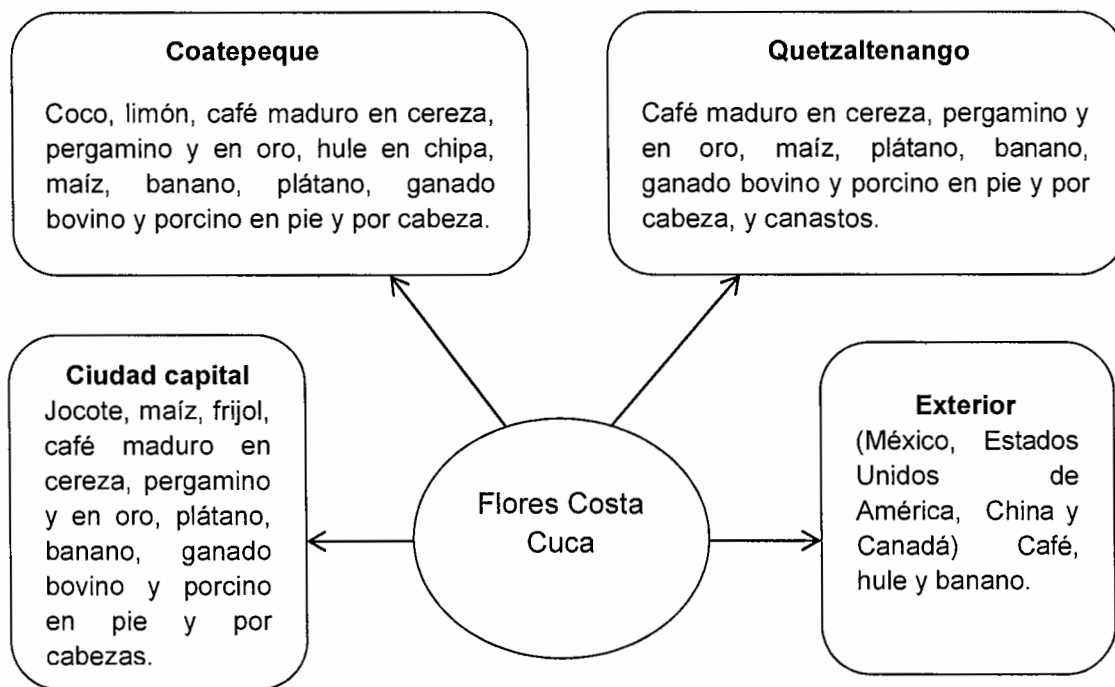 Coatepeque
Coco, limón, café maduro en cereza,
pergamino y en oro, hule en chipa,
maíz, banano, plátano, ganado
bovino y porcino en pie y por cabeza.
Quetzaltenango
Café maduro en cereza, pergamino y
en oro, maíz, plátano, banano,
ganado bovino y porcino en pie y por
cabeza, y canastos.
Ciudad capital
Jocote, maíz, frijol,
café maduro en
cereza, pergamino
y en oro, plátano,
banano, ganado
bovino y porcino
en pie y por
cabezas.
Flores Costa
Cuca
Exterior
(México, Estados
Unidos de
América, China y
Canadá) Café,
hule y banano.